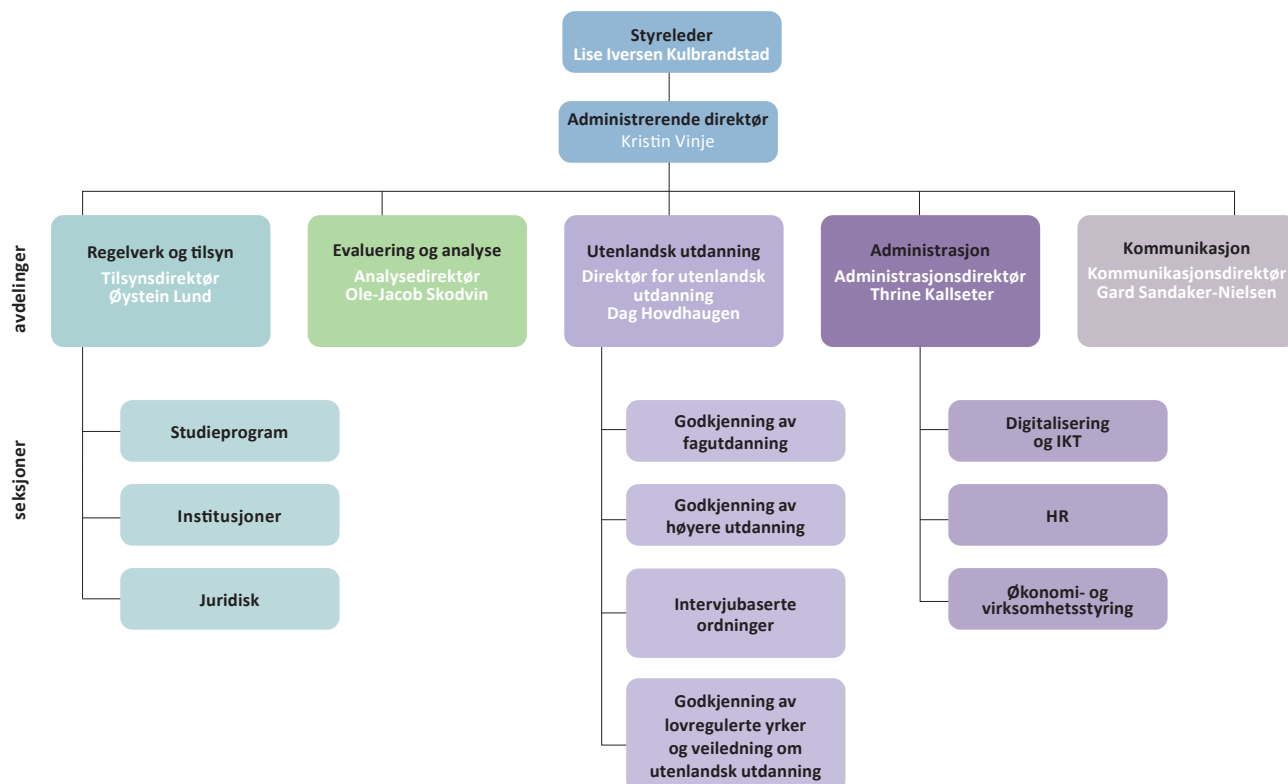 Styreleder
Lise Iversen Kulbrandstad
Administrerende direktør
Kristin Vinje
avdelinger
Regelverk og tilsyn
Tilsynsdirektør
Øystein Lund
Evaluering og analyse
Analysedirektør
Ole-Jacob Skodvin
Utenlandsk utdanning
Direktør for utenlandsk
utdanning
Dag Hovdhaugen
Administrasjon
Administrasjonsdirektør
Thrine Kallseter
Kommunikasjon
Kommunikasjonsdirektør
Gard Sandaker-Nielsen
seksjoner
Studieprogram
Institusjoner
Juridisk
Godkjenning av
fagutdanning
Godkjenning av
høyere utdanning
Intervjubaserte
ordninger
Godkjenning av
lovregulerte yrker
og veiledning om
utenlandsk utdanning
Digitalisering
og IKT
HR
Økonomi- og
virksomhetsstyring